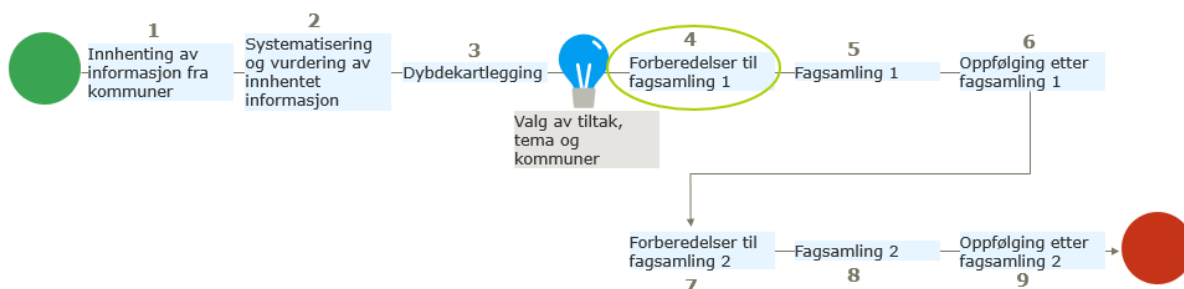 1
Innhenting av
informasjon fra
kommuner
2
Systematisering
og vurdering av
innhentet
informasjon
3
Dybdekartlegging
Valg av tiltak,
tema og
kommuner
4
Forberedelser til
fagsamling 1
5
Fagsamling 1
6
Oppfølging etter
fagsamling 1
Forberedelser til
fagsamling 2
7
Fagsamling 2
8
Oppfølging etter
fagsamling 2
9